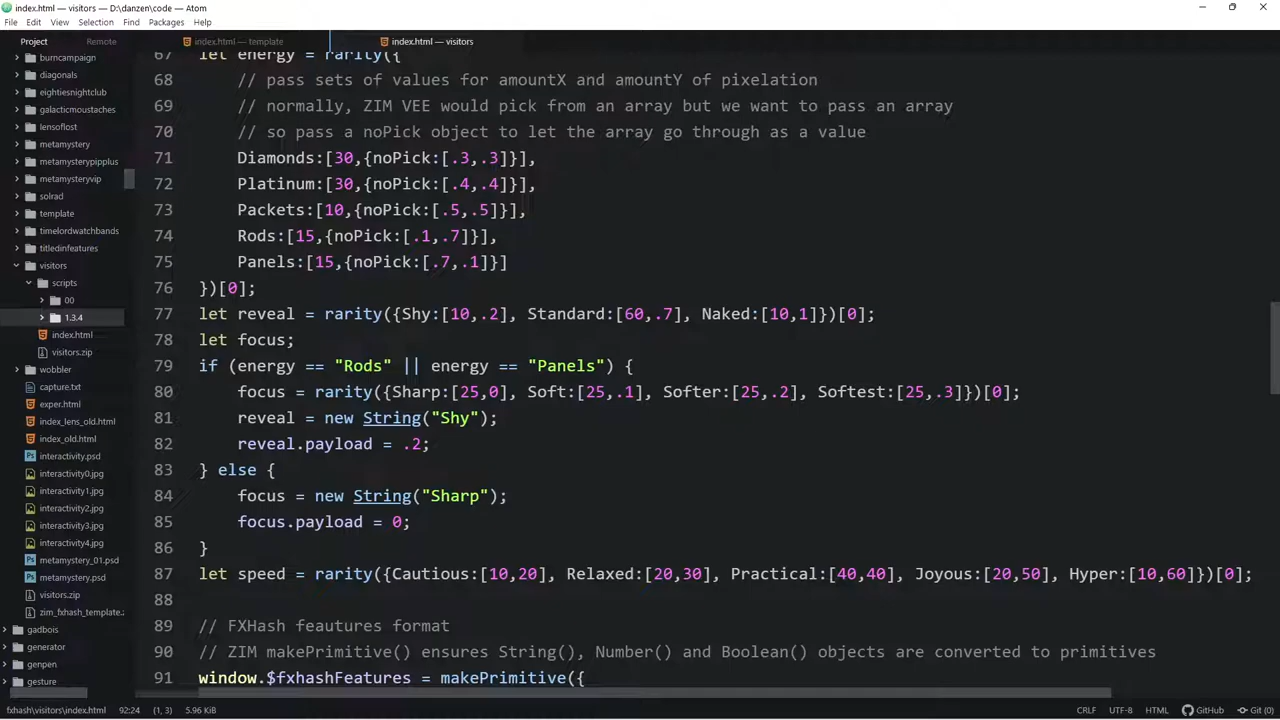 index.html — visitors — D:\danzen\code — Atom
File Edit View Selection Find Packages Help
Project Remote
index.html — template
index.html — visitors
burncampaign
diagonals
eightiesnightclub
galacticmoustaches
lensoflost
metamystery
metamysterypipplus
metamysteryvip
solrad
template
timelordwatchbands
titledinfeatures
visitors
scripts
00
1.3.4
index.html
visitors.zip
wobbler
capture.txt
exper.html
index_lens_old.html
index_old.html
interactivity.psd
interactivity0.jpg
interactivity1.jpg
interactivity2.jpg
interactivity3.jpg
interactivity4.jpg
metamystery_01.psd
metamystery.psd
visitors.zip
zim_fxhash_template..
gadbois
generator
genpen
gesture
67 let energy = rarity({
68 // pass sets of values for amountX and amountY of pixelation
69 // normally, ZIM VEE would pick from an array but we want to pass an array
70 // so pass a noPick object to let the array go through as a value
71 Diamonds:[30,{noPick:[.3,.3]}],
72 Platinum:[30,{noPick:[.4,.4]}],
73 Packets:[10,{noPick:[.5,.5]}],
74 Rods:[15,{noPick:[.1,.7]}],
75 Panels:[15,{noPick:[.7,.1]}]
76 })[0];
77 let reveal = rarity({Shy:[10,.2], Standard:[60,.7], Naked:[10,1]})[0];
78 let focus;
79 if (energy == "Rods" || energy == "Panels") {
80 focus = rarity({Sharp:[25,0], Soft:[25,.1], Softer:[25,.2], Softest:[25,.3]})[0];
81 reveal = new String("Shy");
82 reveal.payload = .2;
83 } else {
84 focus = new String("Sharp");
85 focus.payload = 0;
86 }
87 let speed = rarity({Cautious:[10,20], Relaxed:[20,30], Practical:[40,40], Joyous:[20,50], Hyper:[10,60]})[0];
88
89 // FXHash feautures format
90 // ZIM makePrimitive() ensures String(), Number() and Boolean() objects are converted to primitives
91 window.$fxhashFeatures = makePrimitive({
fxhash\visitors\index.html 92:24 (1, 3) 5.96 KiB CRLF UTF-8 HTML GitHub Git (0)